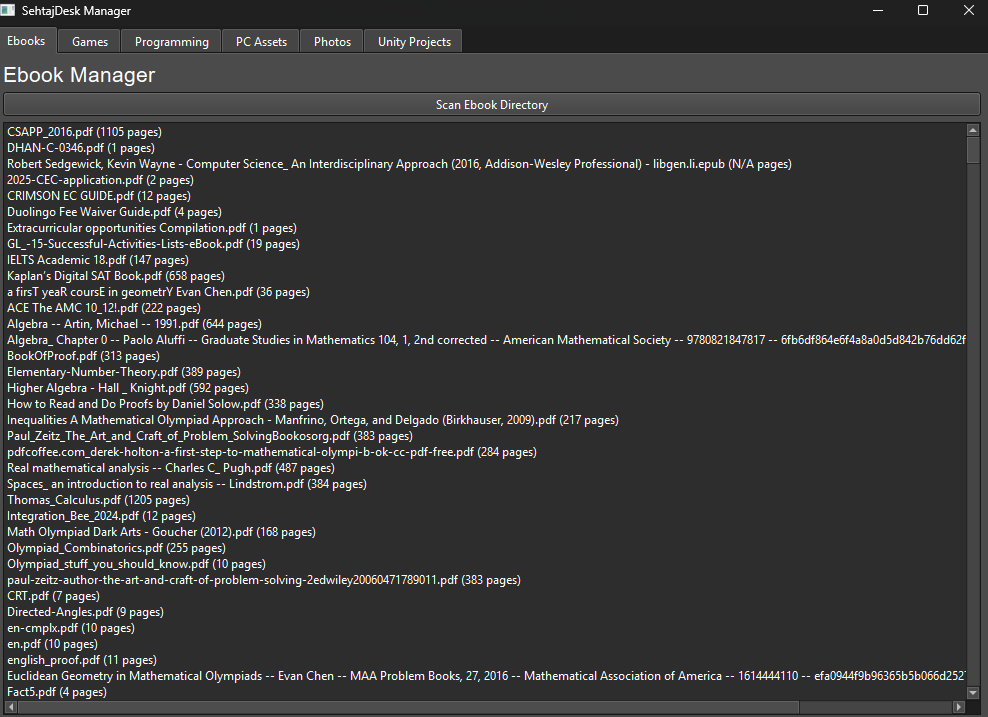 SehtajDesk Manager
Ebooks Games Programming PC Assets Photos Unity Projects
Ebook Manager
Scan Ebook Directory
CSAPP_2016.pdf (1105 pages)
DHAN-C-0346.pdf (1 pages)
Robert Sedgewick, Kevin Wayne - Computer Science_ An Interdisciplinary Approach (2016, Addison-Wesley Professional) - libgen.li.epub (N/A pages)
2025-CEC-application.pdf (2 pages)
CRIMSON EC GUIDE.pdf (12 pages)
Duolingo Fee Waiver Guide.pdf (4 pages)
Extracurricular opportunities Compilation.pdf (1 pages)
GL_-15-Successful-Activities-Lists-eBook.pdf (19 pages)
IELTS Academic 18.pdf (147 pages)
Kaplan's Digital SAT Book.pdf (658 pages)
a firsT yeaR coursE in geometrY Evan Chen.pdf (36 pages)
ACE The AMC 10_12!.pdf (222 pages)
Algebra -- Artin, Michael -- 1991.pdf (644 pages)
Algebra_ Chapter 0 -- Paolo Aluffi -- Graduate Studies in Mathematics 104, 1, 2nd corrected -- American Mathematical Society -- 9780821847817 -- 6fb6df864e6f4a8a0d5d842b76dd62f
BookOfProof.pdf (313 pages)
Elementary-Number-Theory.pdf (389 pages)
Higher Algebra - Hall _ Knight.pdf (592 pages)
How to Read and Do Proofs by Daniel Solow.pdf (338 pages)
Inequalities A Mathematical Olympiad Approach - Manfrino, Ortega, and Delgado (Birkhauser, 2009).pdf (217 pages)
Paul_Zeitz_The_Art_and_Craft_of_Problem_SolvingBookosorg.pdf (383 pages)
pdfcoffee.com_derek-holton-a-first-step-to-mathematical-olympi-b-ok-cc-pdf-free.pdf (284 pages)
Real mathematical analysis -- Charles C_ Pugh.pdf (487 pages)
Spaces_ an introduction to real analysis -- Lindstrom.pdf (384 pages)
Thomas_Calculus.pdf (1205 pages)
Integration_Bee_2024.pdf (12 pages)
Math Olympiad Dark Arts - Goucher (2012).pdf (168 pages)
Olympiad_Combinatorics.pdf (255 pages)
Olympiad_stuff_you_should_know.pdf (10 pages)
paul-zeitz-author-the-art-and-craft-of-problem-solving-2edwiley20060471789011.pdf (383 pages)
CRT.pdf (7 pages)
Directed-Angles.pdf (9 pages)
en-cmplx.pdf (10 pages)
en.pdf (10 pages)
english_proof.pdf (11 pages)
Euclidean Geometry in Mathematical Olympiads -- Evan Chen -- MAA Problem Books, 27, 2016 -- Mathematical Association of America -- 1614444110 -- efa0944f9b96365b5b066d2527
Fact5.pdf (4 pages)